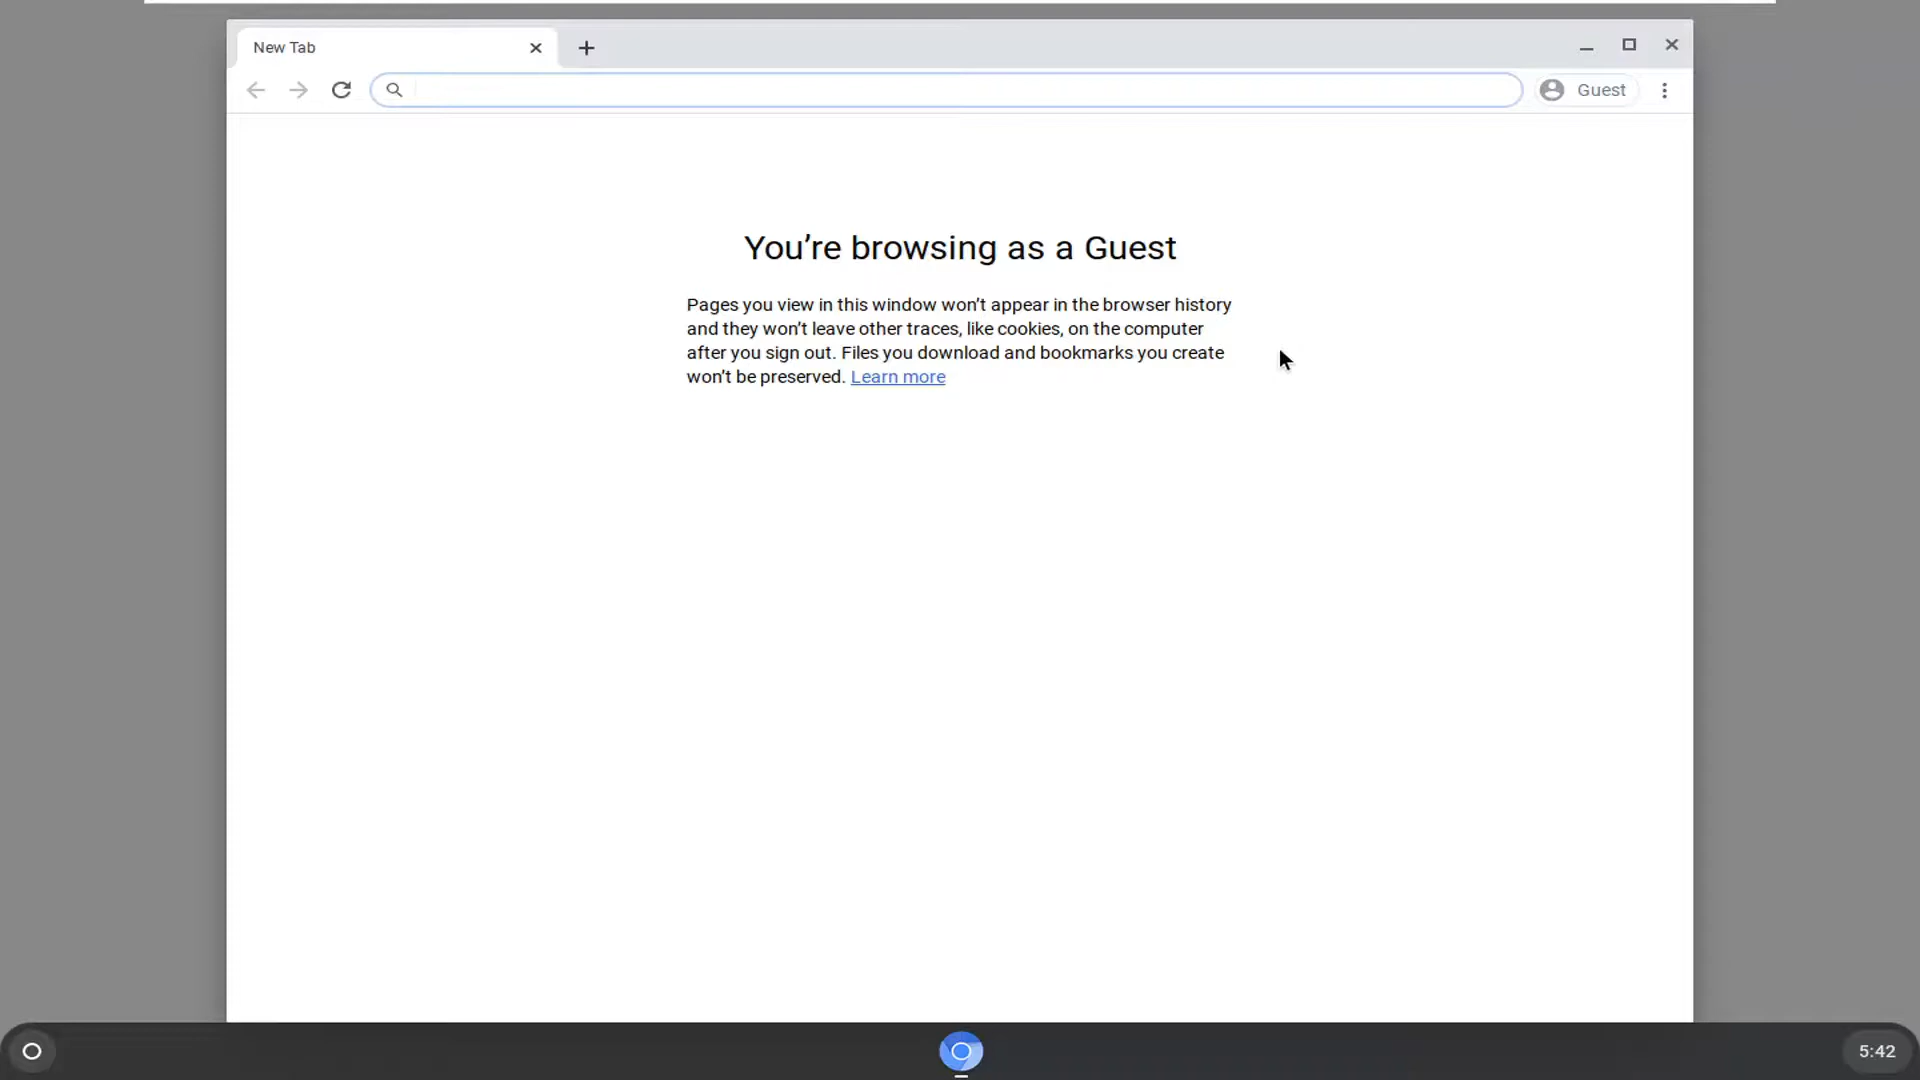 New Tab
Guest
You’re browsing as a Guest
Pages you view in this window won’t appear in the browser history
and they won’t leave other traces, like cookies, on the computer
after you sign out. Files you download and bookmarks you create
won’t be preserved. Learn more
5:42